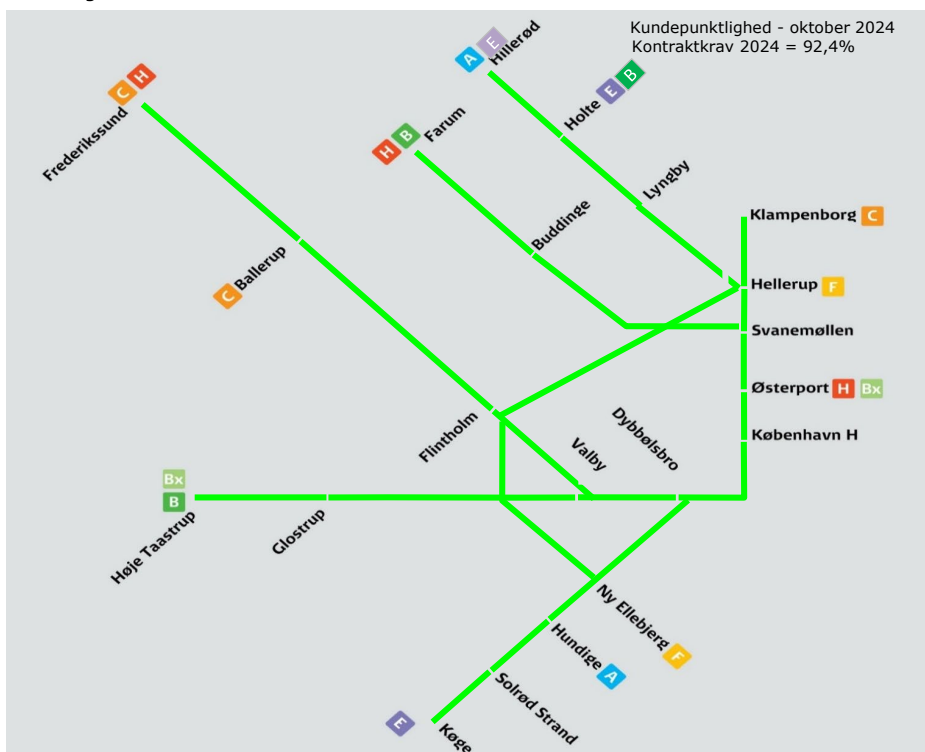 Kundepunktlighed - oktober 2024
Kontraktkrav 2024 = 92,4%
A E
Hillerød
E B
Holte
C H
Frederikssund
H B
Farum
Lyngby
Buddinge
Klampenborg C
C Ballerup
Hellerup F
Svanemøllen
Østerport H Bx
Flintholm
Valby
Dybbølsbro
København H
Bx
B
Høje Taastrup
Glostrup
Ny Ellebjerg F
Hundige A
Solrød Strand
E
Køge